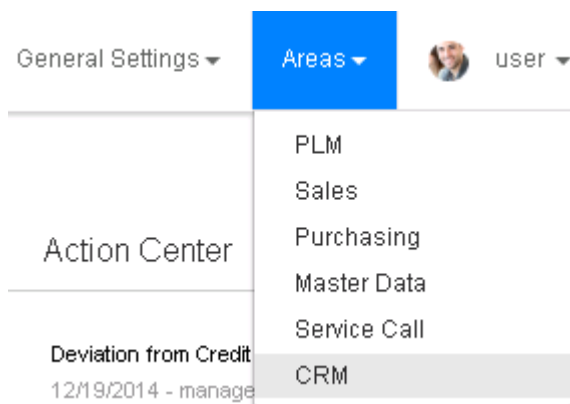 General Settings Areas user
PLM
Sales
Purchasing
Action Center
Master Data
Service Call
Deviation from Credit
CRM
12/19/2014 - manage